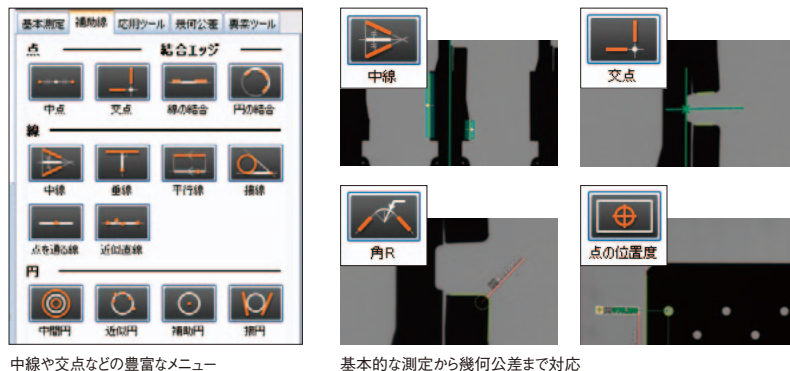 基本測定 補助線 応用ツール 幾何公差 要素ツール
点 結合エッジ
中点 交点 線の結合 円の結合
線
中線 垂線 平行線 接線
点を通る線 近似直線
円
中間円 近似円 補助円 接円
中線や交点などの豊富なメニュー
中線
交点
角R
点の位置度
基本的な測定から幾何公差まで対応